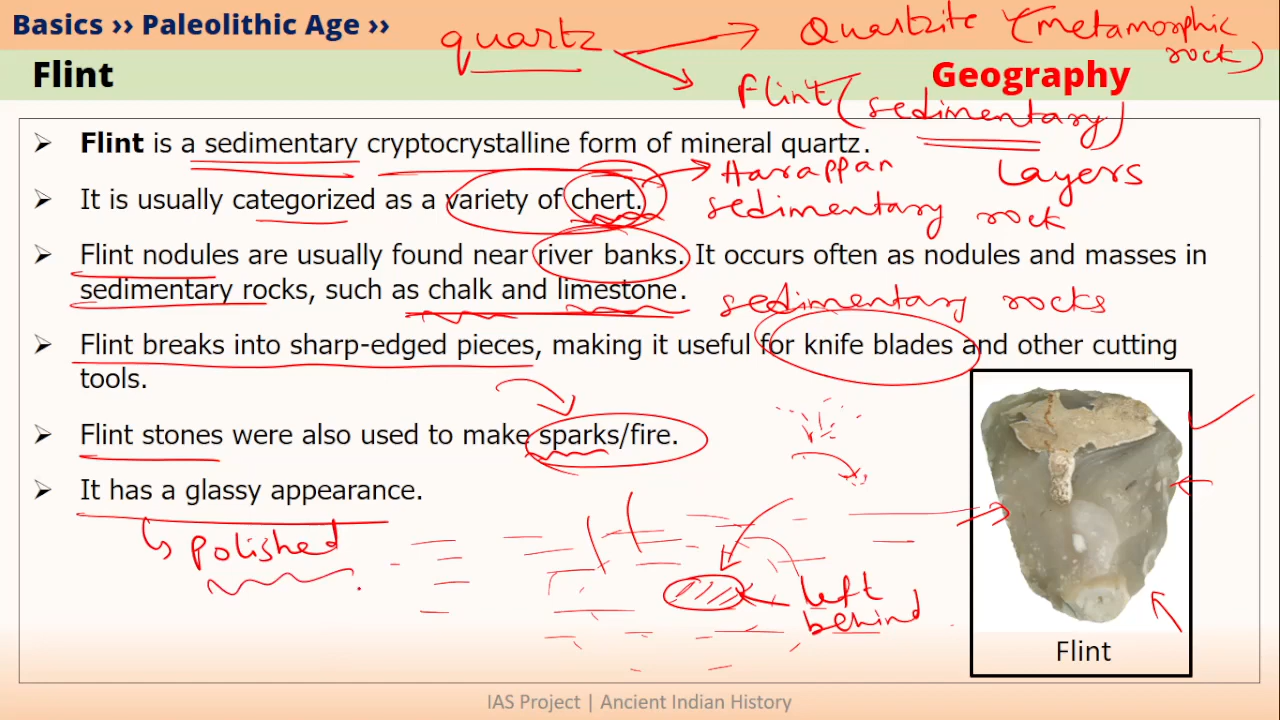 Basics ›› Paleolithic Age ››
quartz
Quartzite (metamorphic
rock)
Flint
Geography
Flint (sedimentary)
➢ Flint is a sedimentary cryptocrystalline form of mineral quartz.
Harappan
Layers
➢ It is usually categorized as a variety of chert.
sedimentary rock
➢ Flint nodules are usually found near river banks. It occurs often as nodules and masses in
sedimentary rocks, such as chalk and limestone.
sedimentary rocks
➢ Flint breaks into sharp-edged pieces, making it useful for knife blades and other cutting
tools.
➢ Flint stones were also used to make sparks/fire.
➢ It has a glassy appearance.
polished
left
behind
Flint
IAS Project | Ancient Indian History